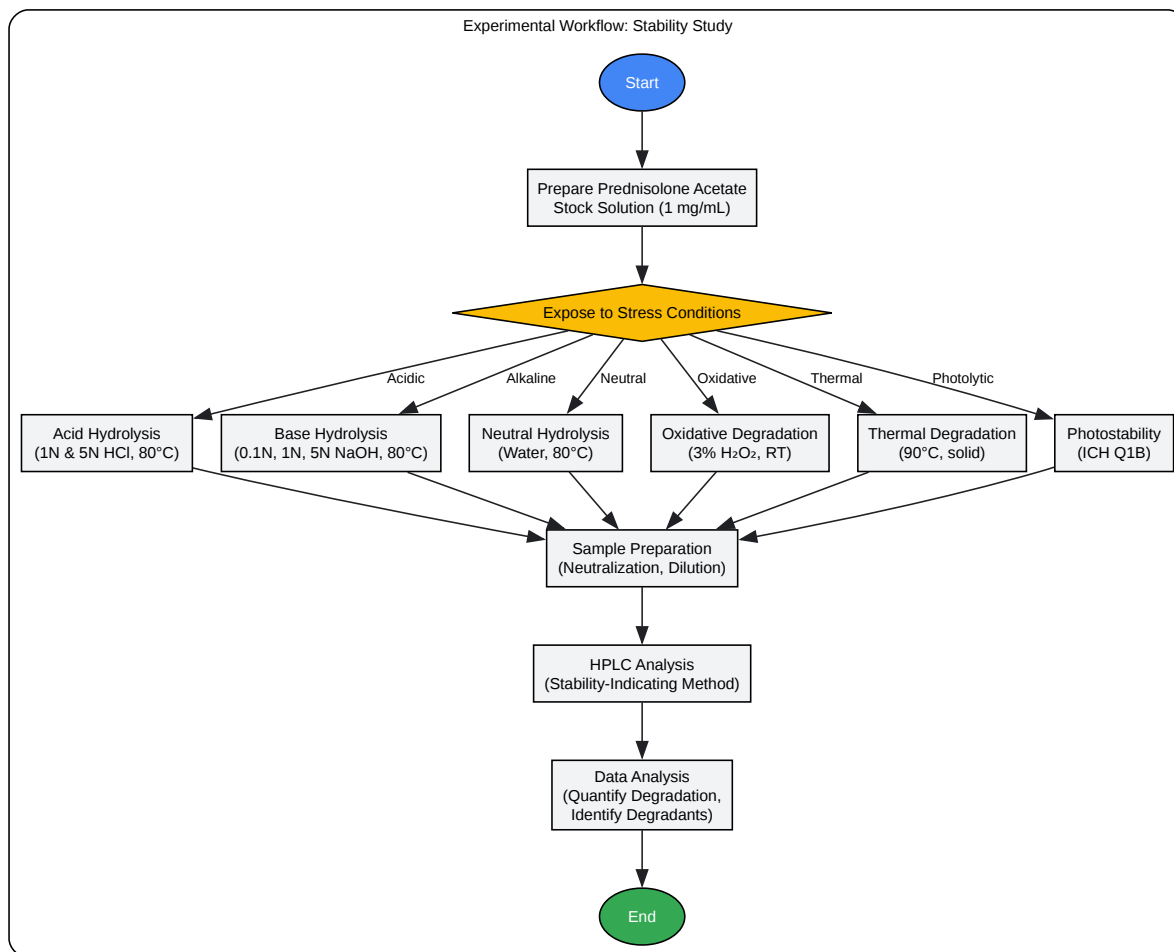 Experimental Workflow: Stability Study
Start
Prepare Prednisolone Acetate
Stock Solution (1 mg/mL)
Expose to Stress Conditions
Acidic
Alkaline
Neutral
Oxidative
Thermal
Photolytic
Acid Hydrolysis
(1N & 5N HCl, 80°C)
Base Hydrolysis
(0.1N, 1N, 5N NaOH, 80°C)
Neutral Hydrolysis
(Water, 80°C)
Oxidative Degradation
(3% H₂O₂, RT)
Thermal Degradation
(90°C, solid)
Photostability
(ICH Q1B)
Sample Preparation
(Neutralization, Dilution)
HPLC Analysis
(Stability-Indicating Method)
Data Analysis
(Quantify Degradation,
Identify Degradants)
End